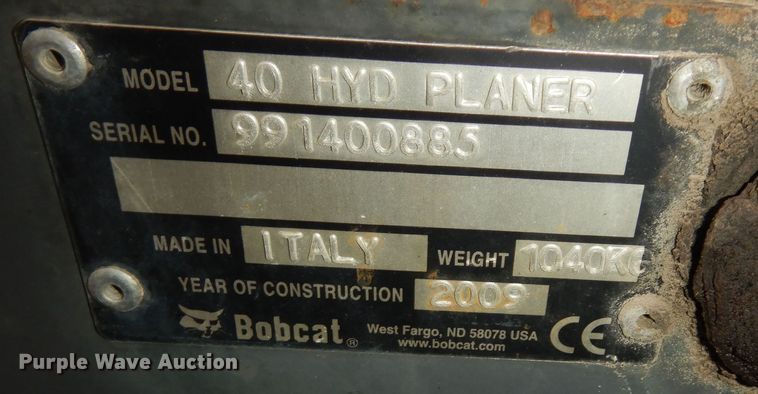 MODEL 40 HYD PLANER
SERIAL NO. 991400885
MADE IN ITALY WEIGHT 1040KG
YEAR OF CONSTRUCTION 2009
Bobcat ® West Fargo, ND 58078 USA CE
www.bobcat.com
Purple Wave Auction